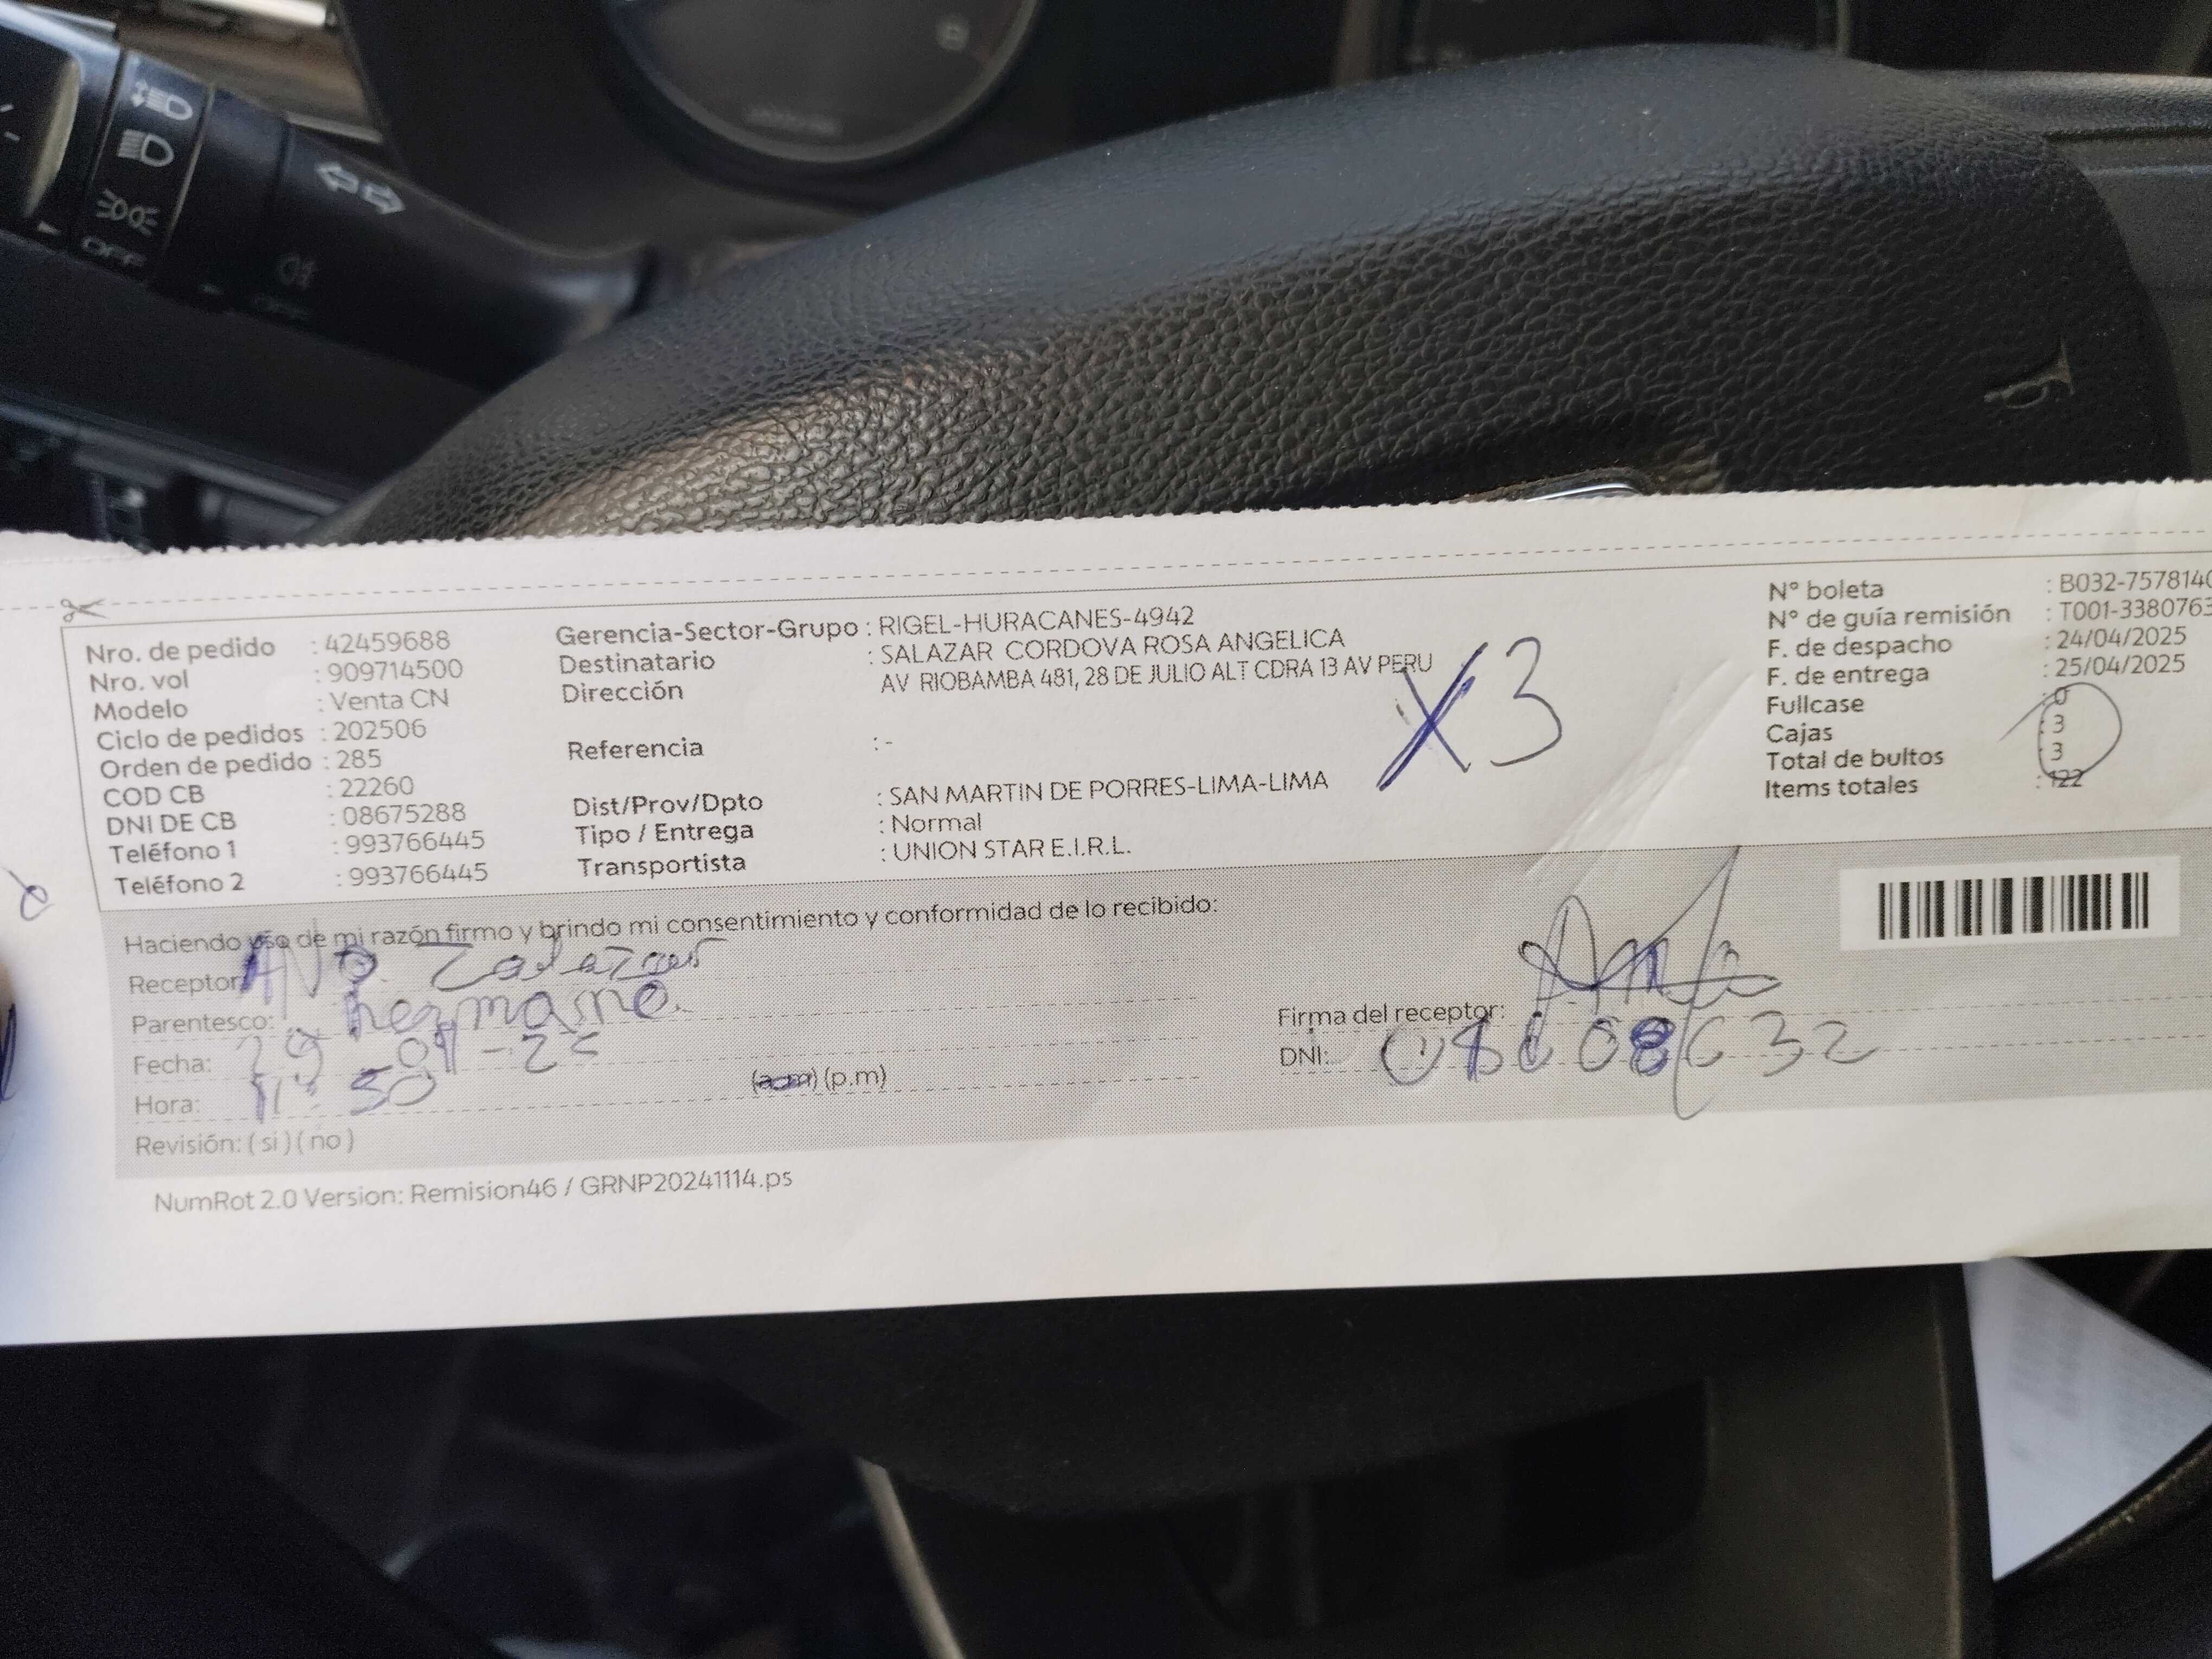 OFF
Nro. de pedido : 42459688
Nro. vol : 909714500
Modelo : Venta CN
Ciclo de pedidos : 202506
Orden de pedido : 285
COD CB : 22260
DNI DE CB : 08675288
Teléfono 1 : 993766445
Teléfono 2 : 993766445
Gerencia-Sector-Grupo : RIGEL-HURACANES-4942
Destinatario : SALAZAR CORDOVA ROSA ANGELICA
Dirección AV RIOBAMBA 481, 28 DE JULIO ALT CDRA 13 AV PERU
Referencia : -
Dist/Prov/Dpto : SAN MARTIN DE PORRES-LIMA-LIMA
Tipo / Entrega : Normal
Transportista : UNION STAR E.I.R.L.
X3
N° boleta : B032-7578140
N° de guía remisión : T001-3380763
F. de despacho : 24/04/2025
F. de entrega : 25/04/2025
Fullcase : 0
Cajas : 3
Total de bultos : 3
Items totales : 122
Haciendo uso de mi razón firmo y brindo mi consentimiento y conformidad de lo recibido:
Receptor:
Parentesco: hermana
Fecha:
Hora: 11:50 (a.m) (p.m)
Revisión: ( si ) ( no )
Firma del receptor:
DNI:
NumRot 2.0 Version: Remision46 / GRNP20241114.ps